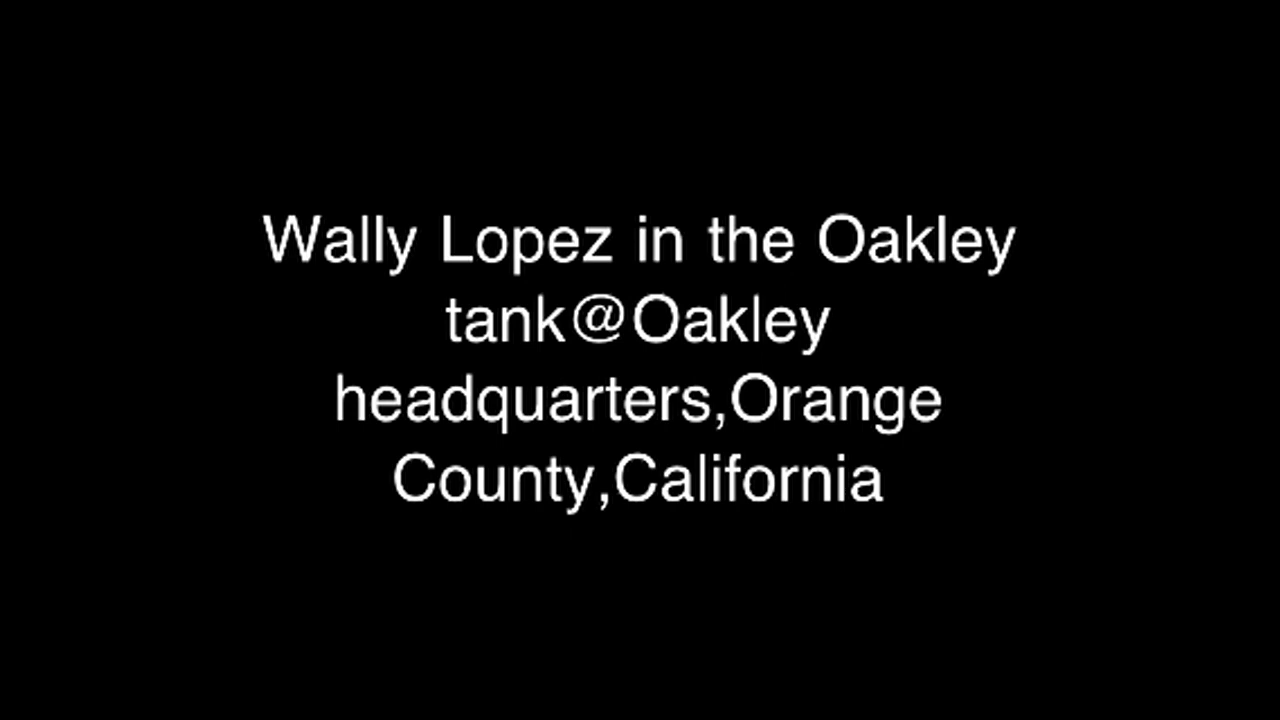 Wally Lopez in the Oakley
tank@Oakley
headquarters,Orange
County,California